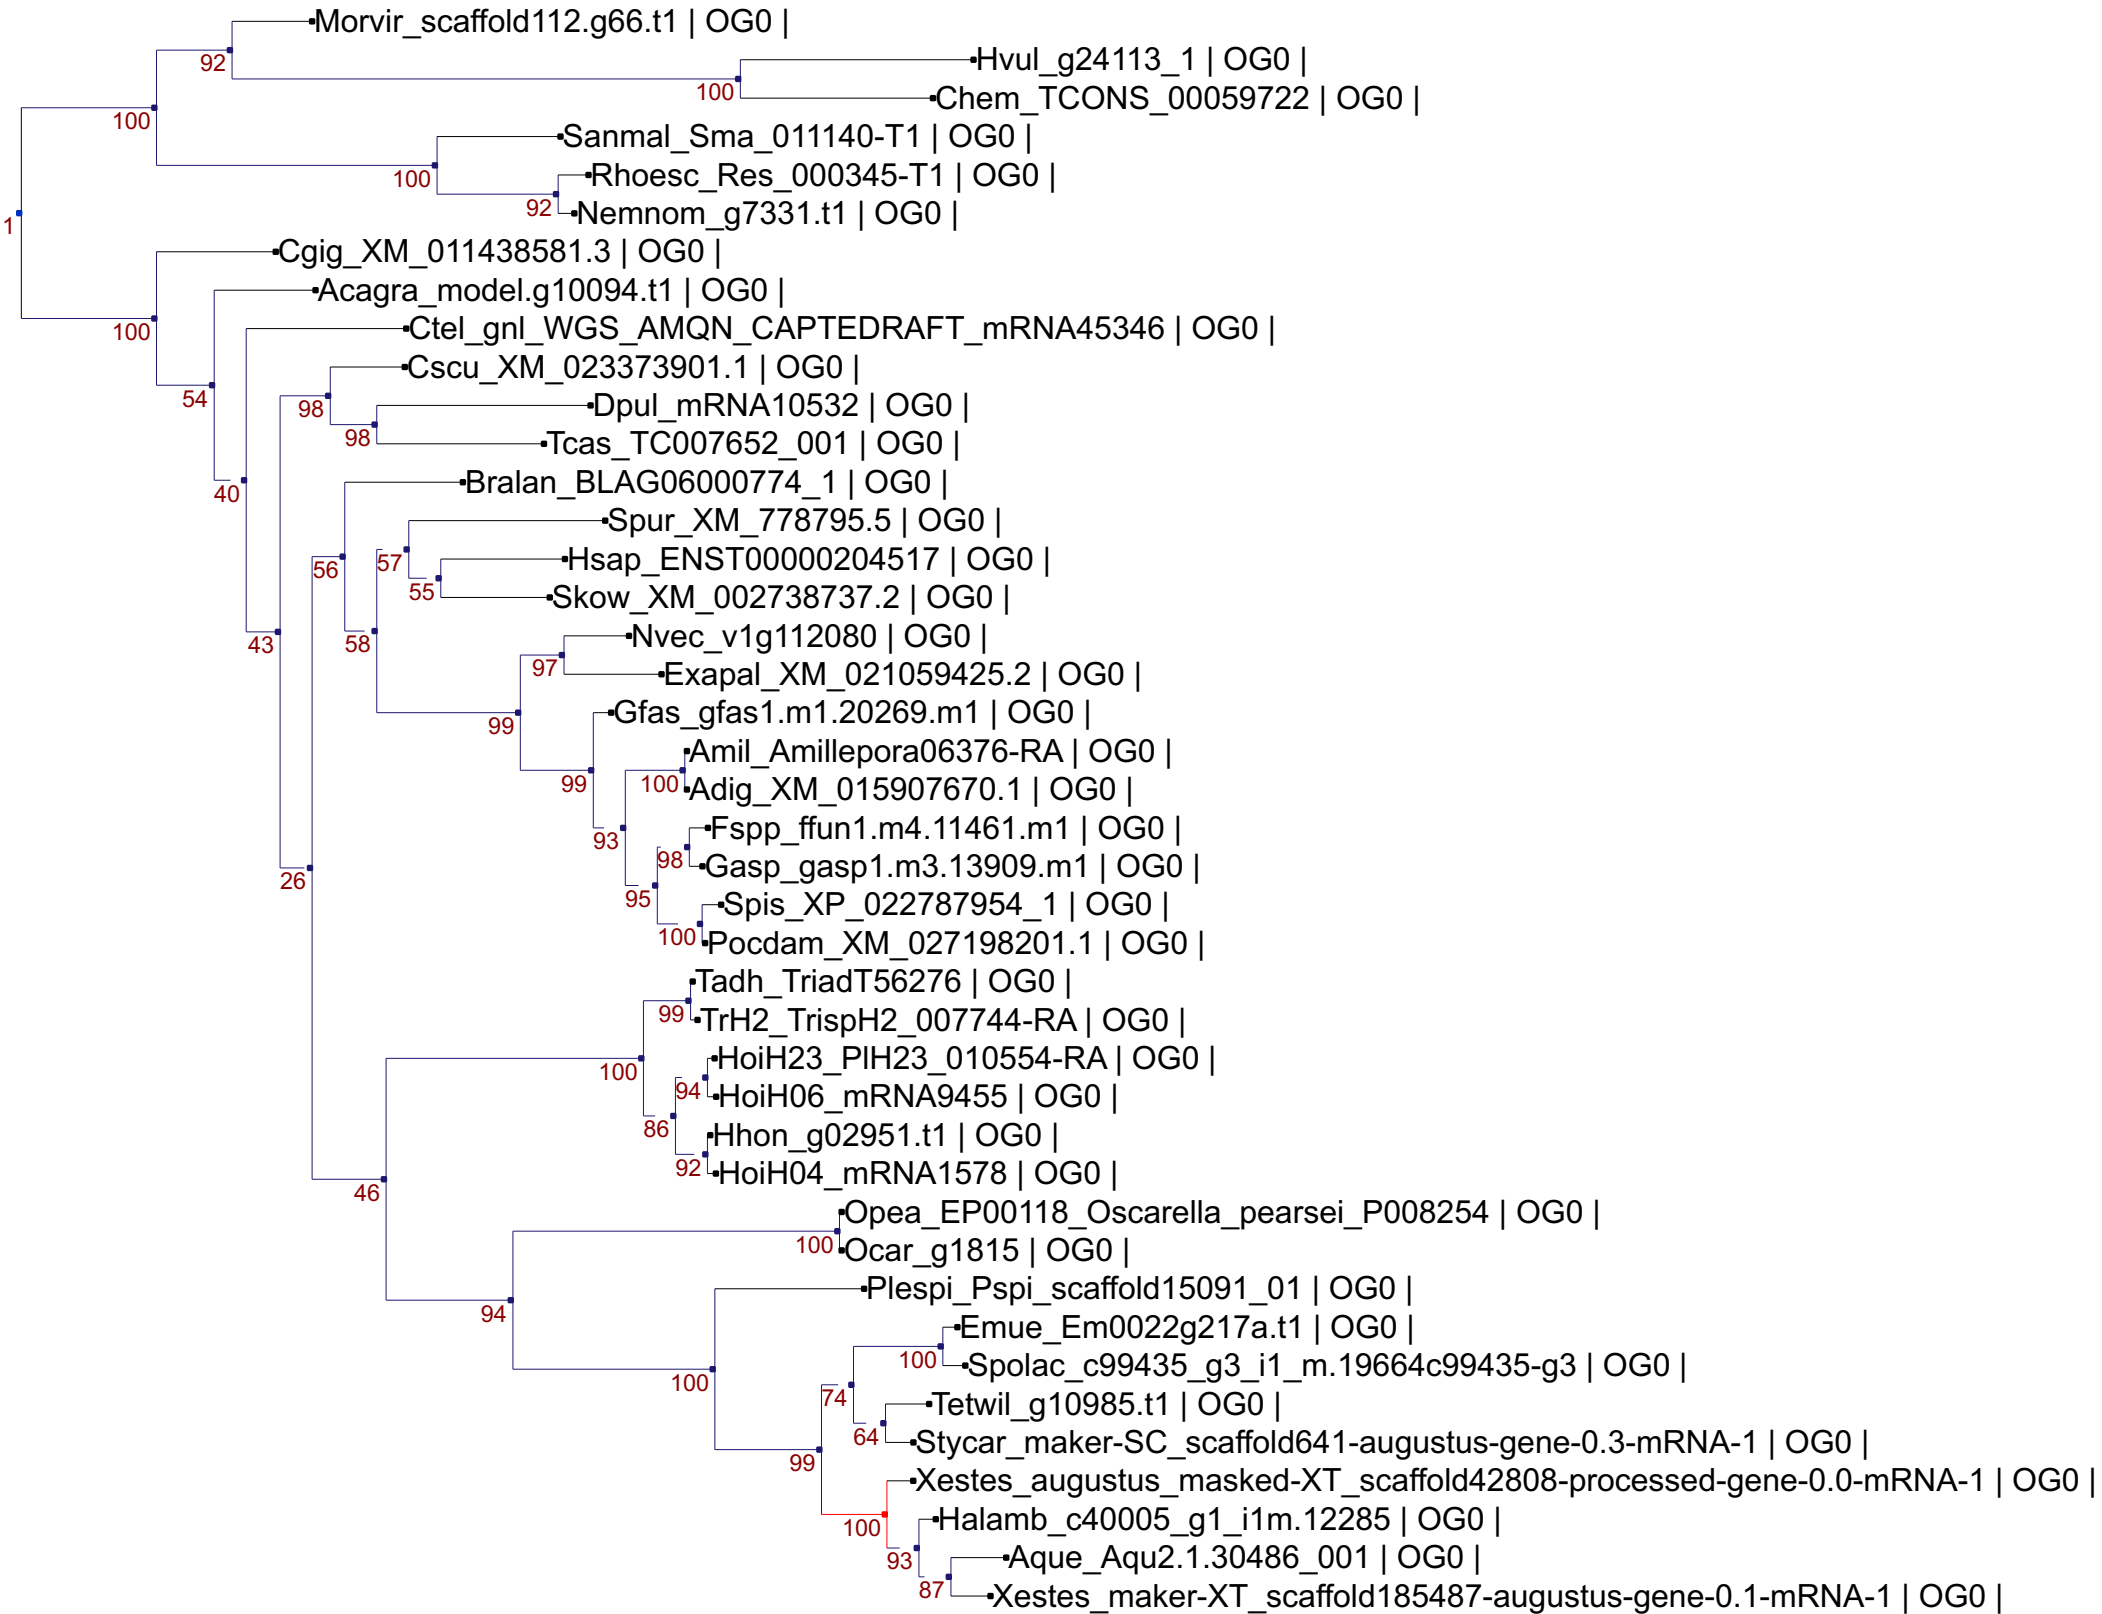 Morvir_scaffold112.g66.t1 | OG0 |
92
Hvul_g24113_1 | OG0 |
100
Chem_TCONS_00059722 | OG0 |
100
Sanmal_Sma_011140-T1 | OG0 |
100
Rhoesc_Res_000345-T1 | OG0 |
92
Nemnom_g7331.t1 | OG0 |
1
Cgig_XM_011438581.3 | OG0 |
Acagra_model.g10094.t1 | OG0 |
100
Ctel_gnl_WGS_AMQN_CAPTEDRAFT_mRNA45346 | OG0 |
Cscu_XM_023373901.1 | OG0 |
54
98
Dpul_mRNA10532 | OG0 |
98
Tcas_TC007652_001 | OG0 |
Bralan_BLAG06000774_1 | OG0 |
40
Spur_XM_778795.5 | OG0 |
Hsap_ENST00000204517 | OG0 |
56
57
55
Skow_XM_002738737.2 | OG0 |
Nvec_v1g112080 | OG0 |
43
58
97
Exapal_XM_021059425.2 | OG0 |
Gfas_gfas1.m1.20269.m1 | OG0 |
99
Amil_Amillepora06376-RA | OG0 |
99
100
Adig_XM_015907670.1 | OG0 |
Fspp_ffun1.m4.11461.m1 | OG0 |
93
98
Gasp_gasp1.m3.13909.m1 | OG0 |
26
95
Spis_XP_022787954_1 | OG0 |
100
Pocdam_XM_027198201.1 | OG0 |
Tadh_TriadT56276 | OG0 |
99
TrH2_TrispH2_007744-RA | OG0 |
HoiH23_PlH23_010554-RA | OG0 |
100
94
HoiH06_mRNA9455 | OG0 |
86
Hhon_g02951.t1 | OG0 |
92
HoiH04_mRNA1578 | OG0 |
46
Opea_EP00118_Oscarella_pearsei_P008254 | OG0 |
100
Ocar_g1815 | OG0 |
Plespi_Pspi_scaffold15091_01 | OG0 |
94
Emue_Em0022g217a.t1 | OG0 |
100
Spolac_c99435_g3_i1_m.19664c99435-g3 | OG0 |
100
74
Tetwil_g10985.t1 | OG0 |
64
Stycar_maker-SC_scaffold641-augustus-gene-0.3-mRNA-1 | OG0 |
99
Xestes_augustus_masked-XT_scaffold42808-processed-gene-0.0-mRNA-1 | OG0 |
100
Halamb_c40005_g1_i1m.12285 | OG0 |
93
Aque_Aqu2.1.30486_001 | OG0 |
87
Xestes_maker-XT_scaffold185487-augustus-gene-0.1-mRNA-1 | OG0 |